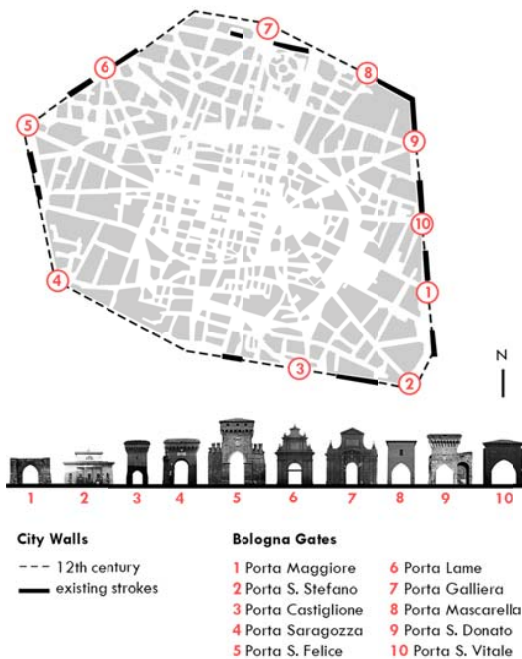 7
8
6
5
9
10
4
1
N
3
2
1 2 3 4 5 6 7 8 9 10
City Walls
12th century
existing strokes
Bologna Gates
1 Porta Maggiore
2 Porta S. Stefano
3 Porta Castiglione
4 Porta Saragozza
5 Porta S. Felice
6 Porta Lame
7 Porta Galliera
8 Porta Mascarella
9 Porta S. Donato
10 Porta S. Vitale